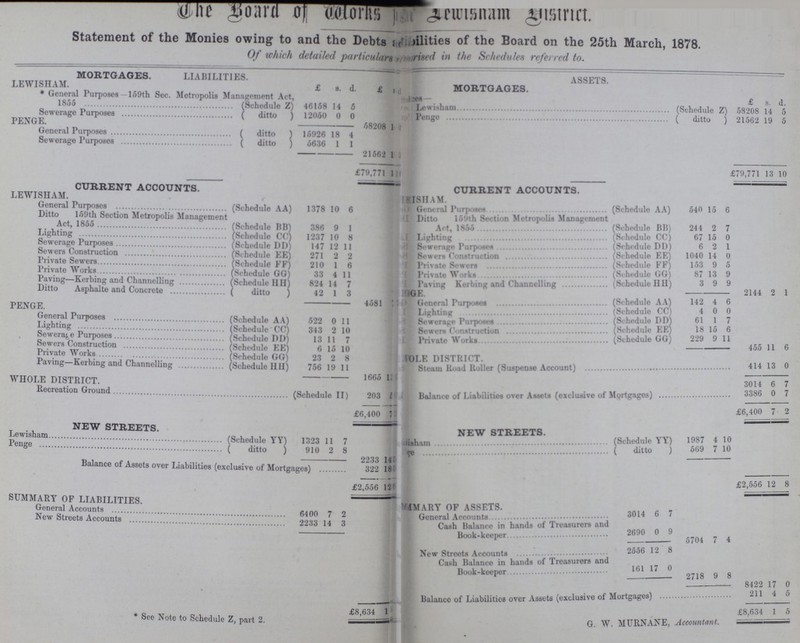 The Board of Works Lewisham District.
Statement of the Monies owing to and the Debts ilities of the Board on the 25th March, 1878.
Of which detailed particulars rised in the Schedules referred to.
LIABILITIES.
MORTGAGES.
LEWISHAM. £ s. d. £
* General Purposes—159th Sec. Metropolis Management Act,
1855 (Schedule Z) 46158 14 5
Sewerage Purposes ( ditto ) 12050 0 0
58208
PENGE.
General Purposes ( ditto ) 15926 18 4
Sewerage Purposes ( ditto ) 5636 1 1
21562
£79,771
CURRENT ACCOUNTS.
LEWISHAM.
General Purposes (Schedule AA) 1378 10 6
Ditto 159th Section Metropolis Management
Act, 1855 (Schedule BB) 386 9 1
Lighting (Schedule CC) 1237 10 8
Sewerage Purposes (Schedule DD) 147 12 11
Sewers Construction (Schedule EE) 271 2 2
Private Sewers (Schedule FF) 210 1 6
Private Works (Schedule GG) 33 4 11
Paving—Kerbing and Channelling (Schedule HH) 824 14 7
Ditto Asphalte and Concrete ( ditto ) 42 1 3
4581
PENGE.
General Purposes (Schedule AA) 522 0 11
Lighting (Schedule CC) 343 2 10
Sewerage Purposes (Schedule DD) 13 11 7
Sewers Construction (Schedule EE) 6 15 10
Private Works (Schedule GG) 23 2 8
Paving—Kerbing and Channelling (Schedule HH) 756 19 11
1665
WHOLE DISTRICT.
Recreation Ground (Schedule II) 203
£6,400
NEW STREETS.
Lewisham (Schedule YY) 1323 11 7
Penge ( ditto ) 910 2 8
2233 14
Balance of Assets over Liabilities (exclusive of Mortgages) 322 18
£2,556 12
SUMMARY OF LIABILITIES.
General Accounts 6400 7 2
New Streets Accounts 2233 14 3
£8,634 1
* See Note to Schedule Z, part 2.
ASSETS.
MORTGAGES.
£ s. d.
Lewisham (Schedule Z) 58208 14 5
Penge ( ditto ) 21562 19 5
£79,771 13 10
CURRENT ACCOUNTS.
ISHAM.
General Purposes (Schedule AA) 540 15 6
Ditto 159th Section Metropolis Management
Act, 1855 (Schedule BB) 244 2 7
Lighting (Schedule CC) 67 15 0
Sewerage Purposes (Schedule DD) 6 2 1
Sewers Construction (Schedule EE) 1040 14 0
Private Sewers (Schedule FF) 153 9 5
Private Works (Schedule GG) 87 13 9
Paving Kerbing and Channelling (Schedule HH) 3 9 9
2144 2 1
GE.
General Purposes (Schedule AA) 142 4 6
Lighting (Schedule CC) 4 0 0
Sewerage Purposes (Schedule DD) 61 1 7
Sewers Construction (Schedule EE) 18 15 6
Private Works (Schedule GG) 229 9 11
455 11 6
OLE DISTRICT.
Steam Road Roller (Suspense Account) 414 13 0
3014 6 7
Balance of Liabilities over Assets (exclusive of Mortgages) 3386 0 7
£6,400 7 2
NEW STREETS.
isham (Schedule YY) 1987 4 10
ge ( ditto ) 569 7 10
£2,556 12 8
MARY OF ASSETS.
General Accounts 3014 6 7
Cash Balance in hands of Treasurers and
Book-keeper 2690 0 9
5704 7 4
New Streets Accounts 2556 12 8
Cash Balance in hands of Treasurers and
Book-keeper 161 17 0
2718 9 8
8422 17 0
Balance of Liabilities over Assets (exclusive of Mortgages) 211 4 5
£8,634 1 5
G. W. MURNANE, Accountant.